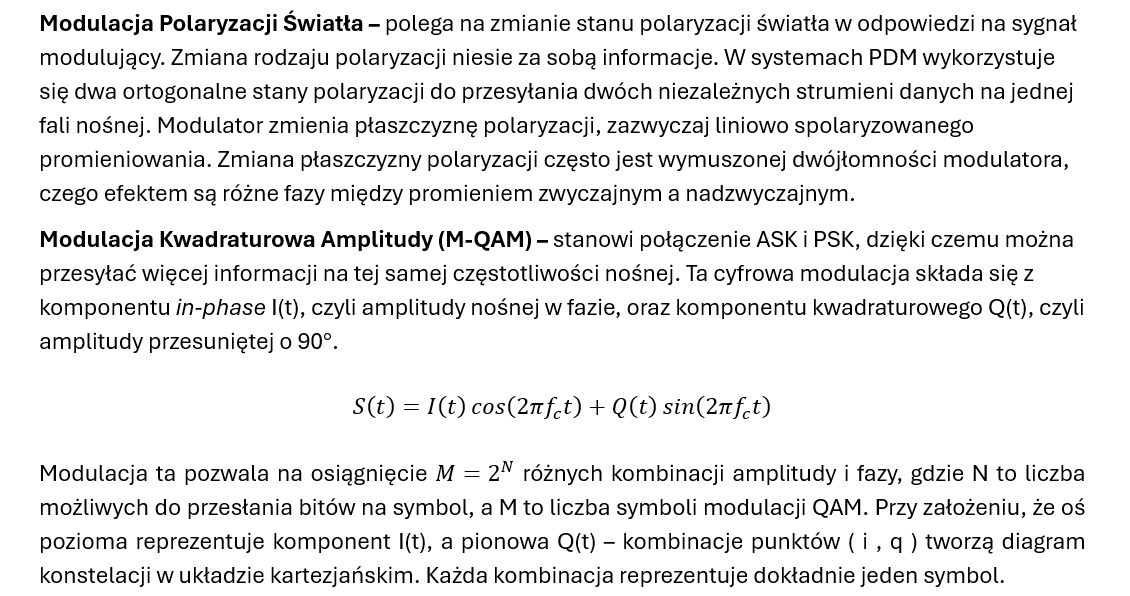 Modulacja Polaryzacji Światła – polega na zmianie stanu polaryzacji światła w odpowiedzi na sygnał
modulujący. Zmiana rodzaju polaryzacji niesie za sobą informacje. W systemach PDM wykorzystuje
się dwa ortogonalne stany polaryzacji do przesyłania dwóch niezależnych strumieni danych na jednej
fali nośnej. Modulator zmienia płaszczyznę polaryzacji, zazwyczaj liniowo spolaryzowanego
promieniowania. Zmiana płaszczyzny polaryzacji często jest wymuszonej dwójłomności modulatora,
czego efektem są różne fazy między promieniem zwyczajnym a nadzwyczajnym.
Modulacja Kwadraturowa Amplitudy (M-QAM) – stanowi połączenie ASK i PSK, dzięki czemu można
przesyłać więcej informacji na tej samej częstotliwości nośnej. Ta cyfrowa modulacja składa się z
komponentu in-phase I(t), czyli amplitudy nośnej w fazie, oraz komponentu kwadraturowego Q(t), czyli
amplitudy przesuniętej o 90°.
S(t) = I(t) cos(2πf_c t) + Q(t) sin(2πf_c t)
Modulacja ta pozwala na osiągnięcie M = 2^N różnych kombinacji amplitudy i fazy, gdzie N to liczba
możliwych do przesłania bitów na symbol, a M to liczba symboli modulacji QAM. Przy założeniu, że oś
pozioma reprezentuje komponent I(t), a pionowa Q(t) – kombinacje punktów ( i , q ) tworzą diagram
konstelacji w układzie kartezjańskim. Każda kombinacja reprezentuje dokładnie jeden symbol.